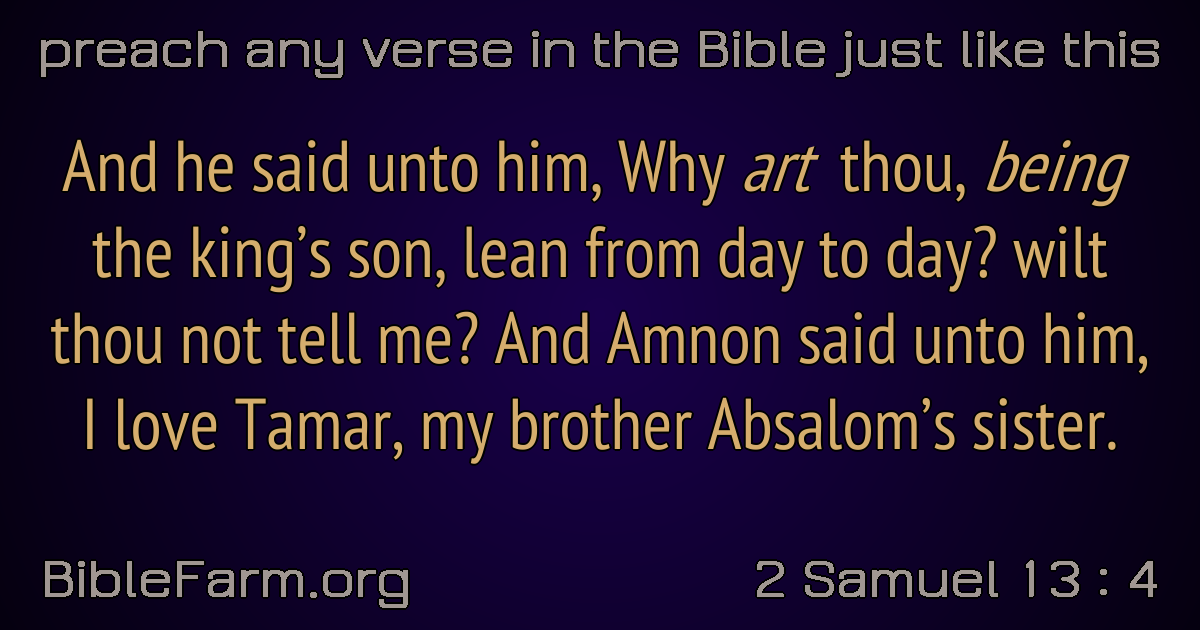 preach any verse in the Bible just like this
And he said unto him, Why art thou, being
the king’s son, lean from day to day? wilt
thou not tell me? And Amnon said unto him,
I love Tamar, my brother Absalom’s sister.
BibleFarm.org
2 Samuel 13 : 4